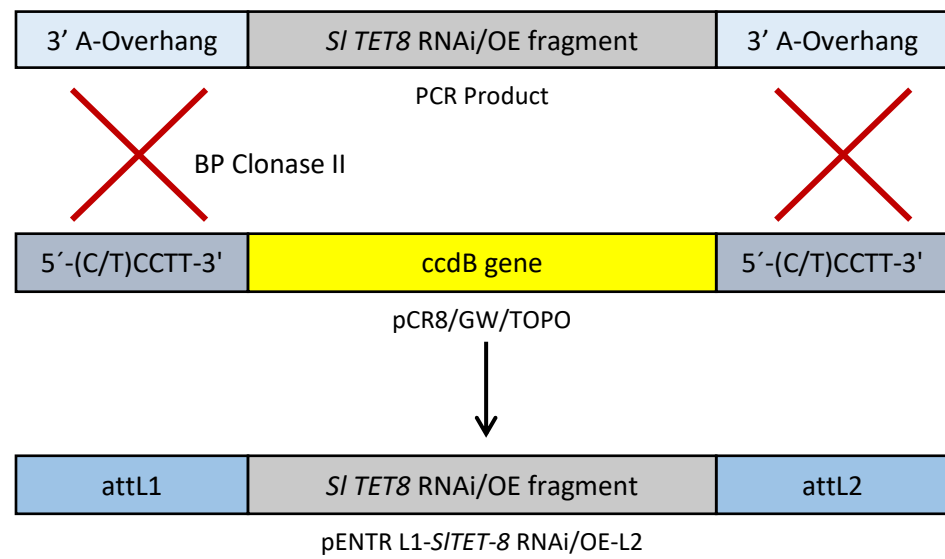 3’ A-Overhang Sl TET8 RNAi/OE fragment 3’ A-Overhang
PCR Product
BP Clonase II
5´-(C/T)CCTT-3' ccdB gene 5´-(C/T)CCTT-3'
pCR8/GW/TOPO
attL1 Sl TET8 RNAi/OE fragment attL2
pENTR L1-SlTET-8 RNAi/OE-L2